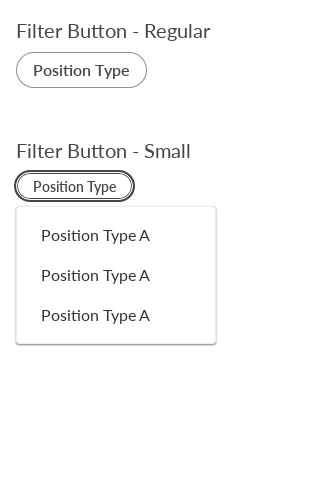 Filter Button - Regular
Position Type
Filter Button - Small
Position Type
Position Type A
Position Type A
Position Type A